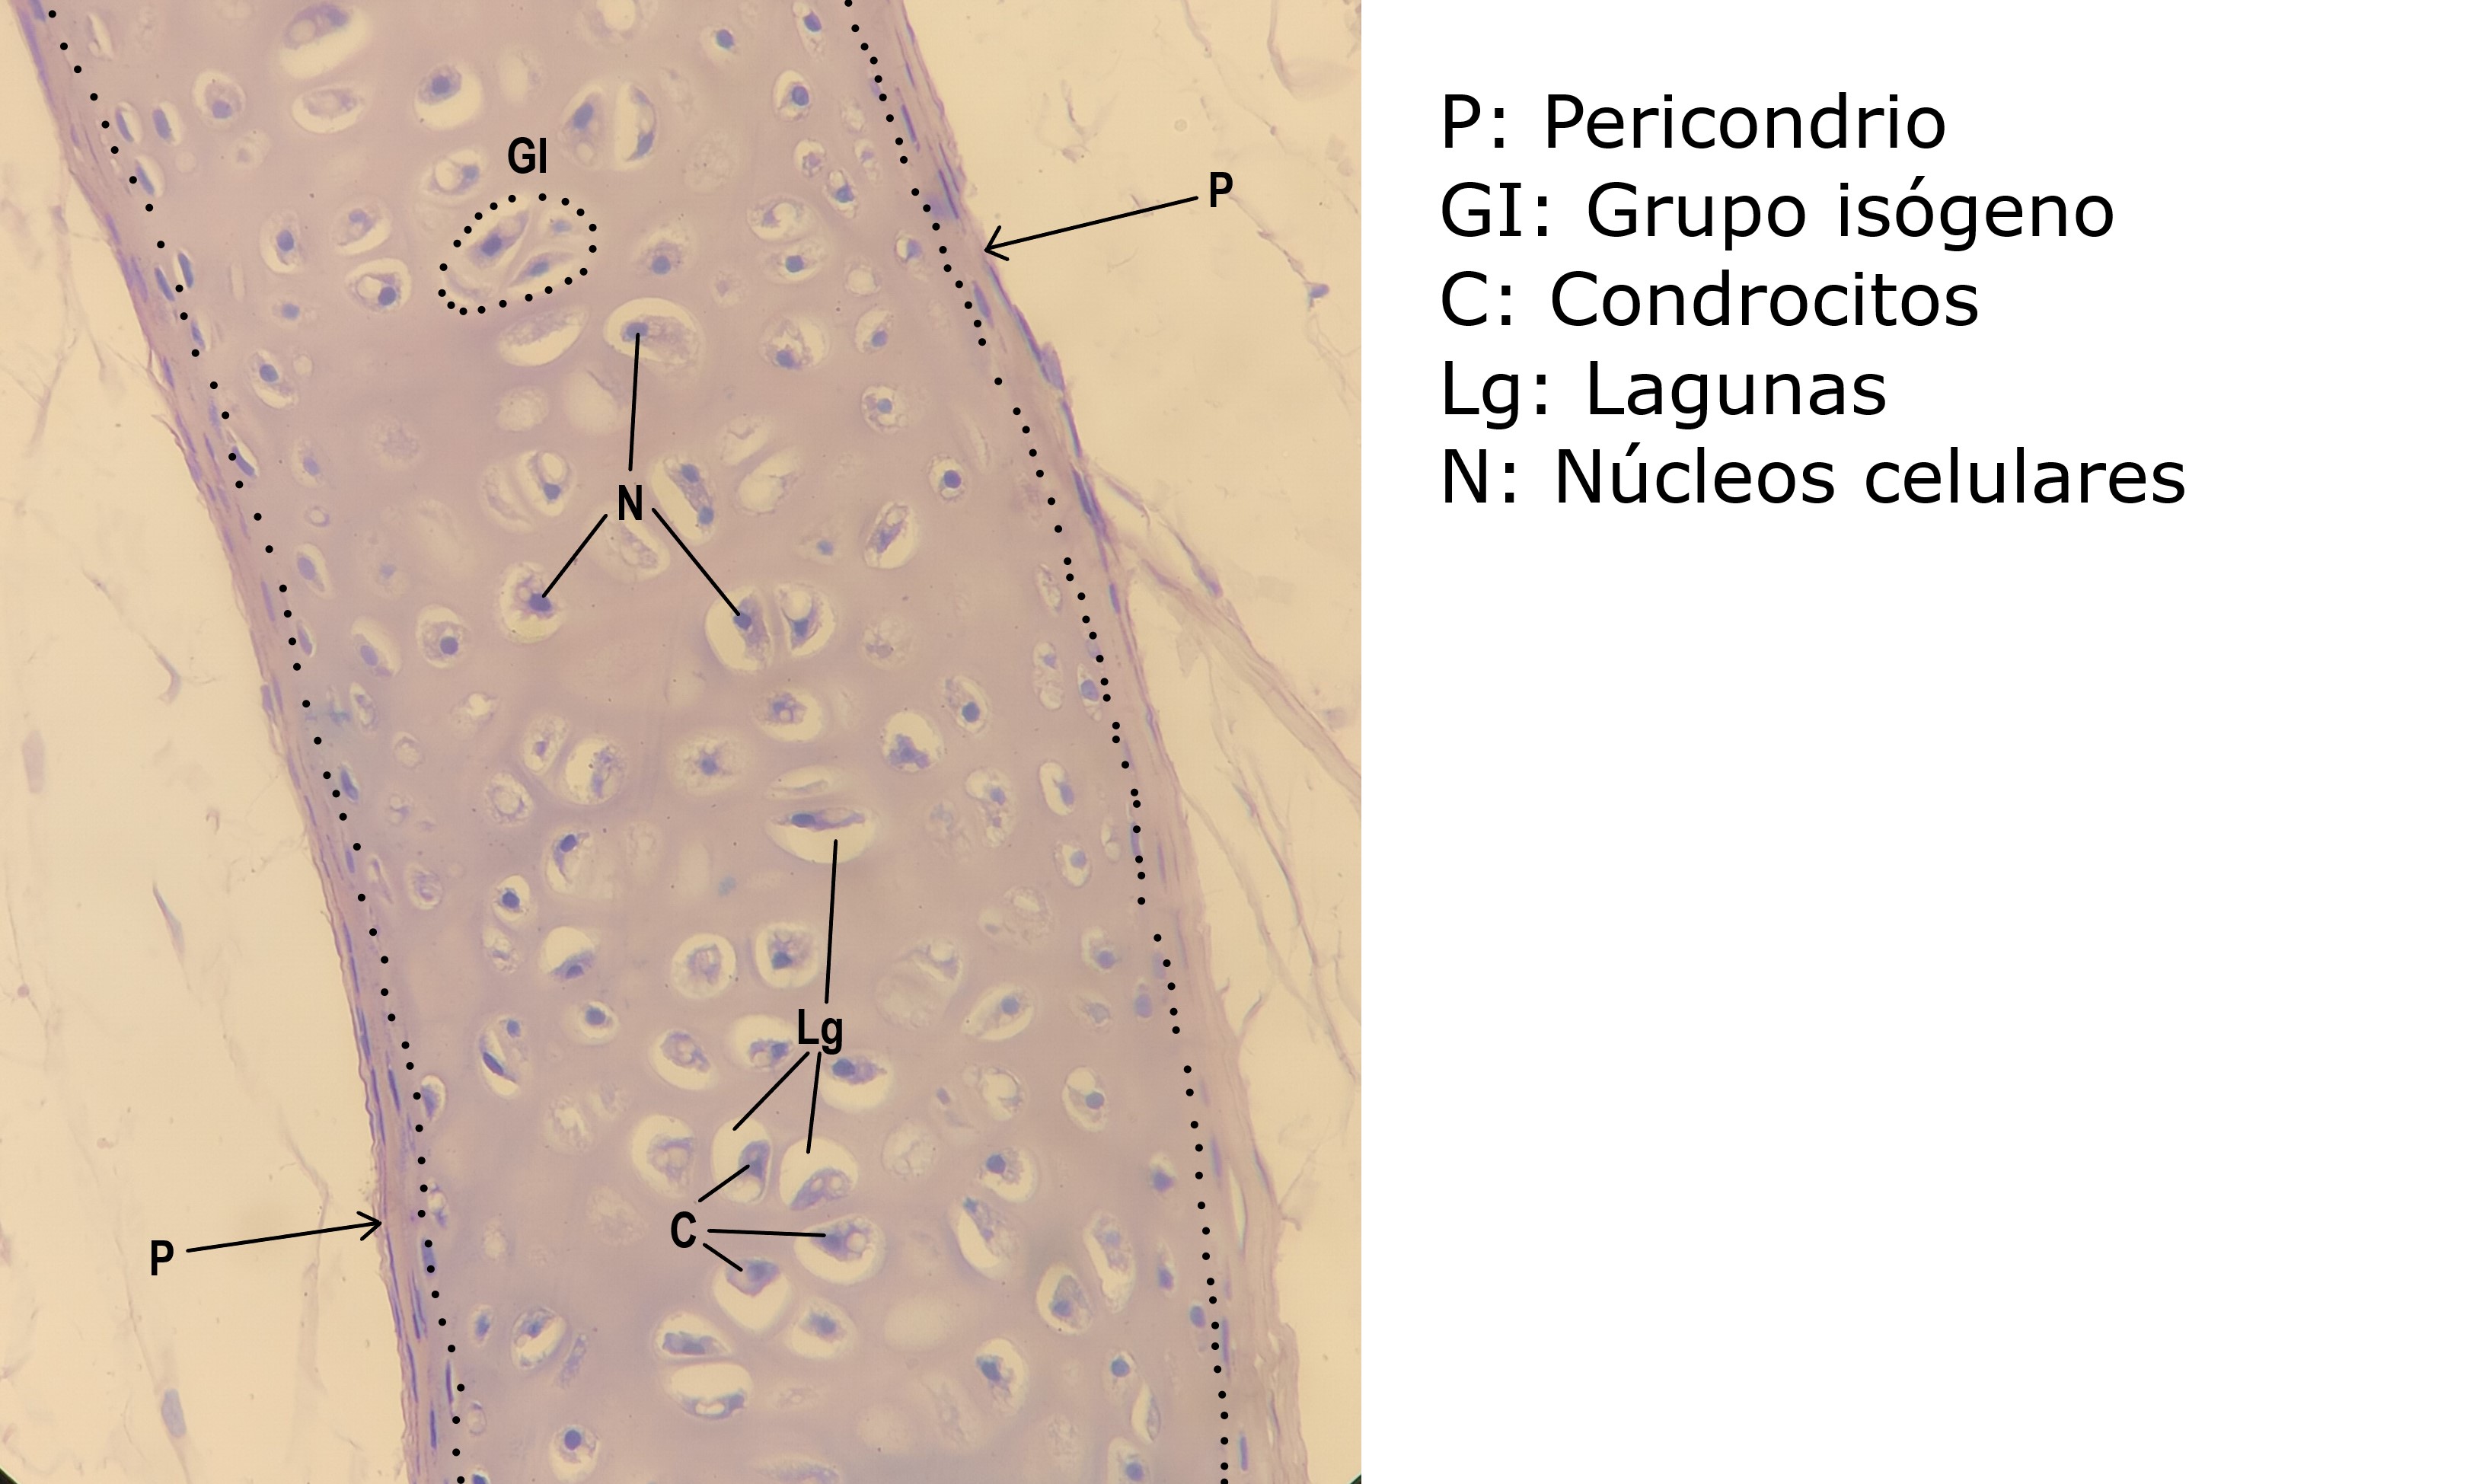 GI
P
N
Lg
C
P
P: Pericondrio
GI: Grupo isógeno
C: Condrocitos
Lg: Lagunas
N: Núcleos celulares